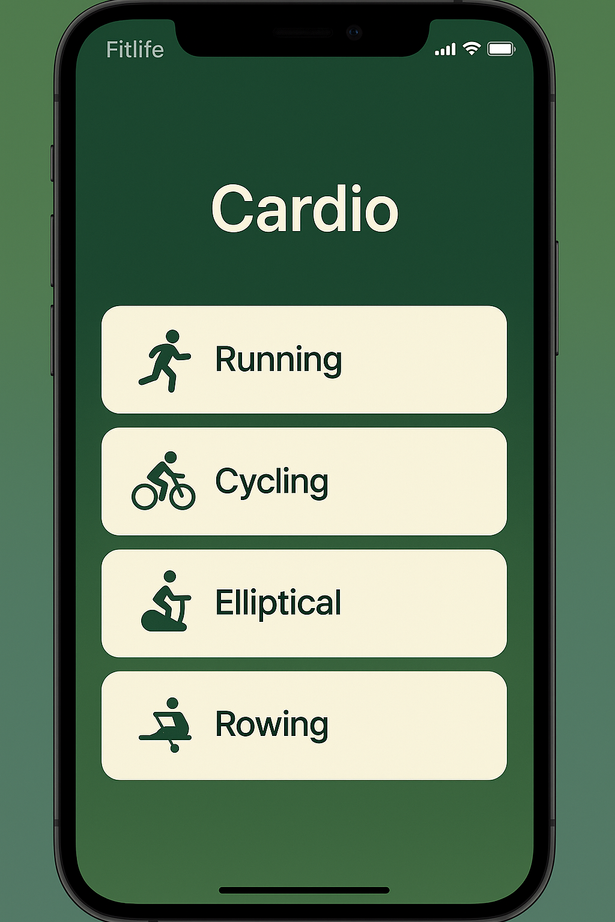 Fitlife
Cardio
Running
Cycling
Elliptical
Rowing